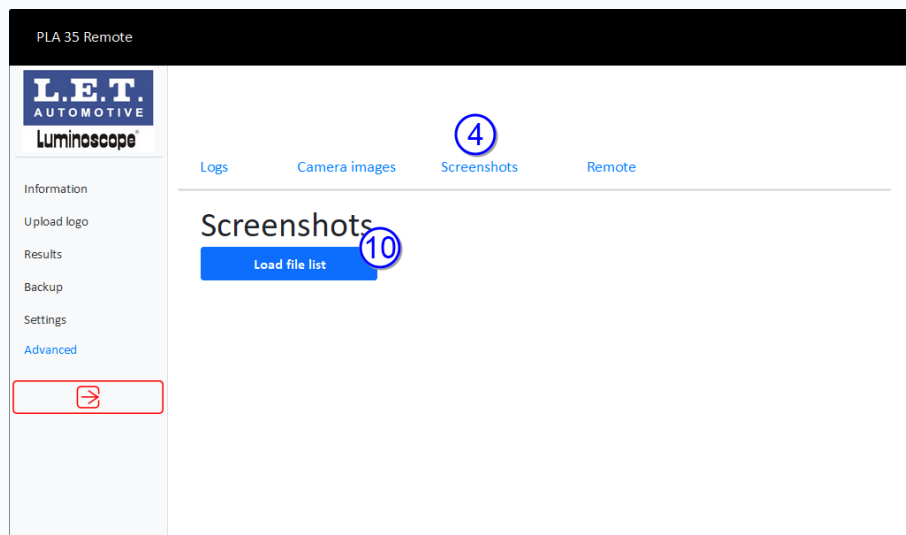 PLA 35 Remote
L.E.T.
AUTOMOTIVE
Luminoscope®
Information
Upload logo
Results
Backup
Settings
Advanced
4
Logs Camera images Screenshots Remote
Screenshots
10
Load file list